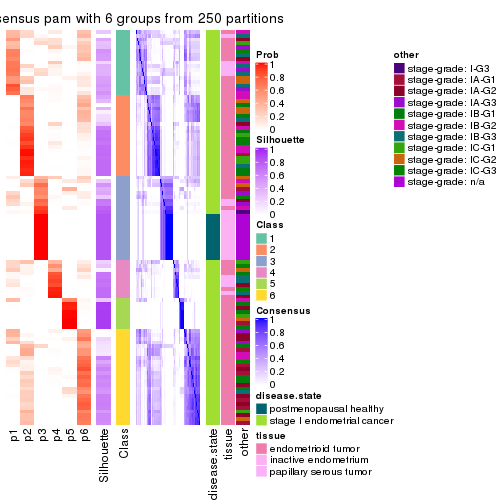 sensus pam with 6 groups from 250 partitions
Prob
1
0.8
0.6
0.4
0.2
0
Silhouette
1
0.8
0.6
0.4
0.2
0
Class
1
2
3
4
5
6
Consensus
1
0.8
0.6
0.4
0.2
0
disease.state
postmenopausal healthy
stage I endometrial cancer
tissue
endometrioid tumor
inactive endometrium
papillary serous tumor
other
stage-grade: I-G3
stage-grade: IA-G1
stage-grade: IA-G2
stage-grade: IA-G3
stage-grade: IB-G1
stage-grade: IB-G2
stage-grade: IB-G3
stage-grade: IC-G1
stage-grade: IC-G2
stage-grade: IC-G3
stage-grade: n/a
p1
p2
p3
p4
p5
p6
Silhouette
Class
disease.state
tissue
other